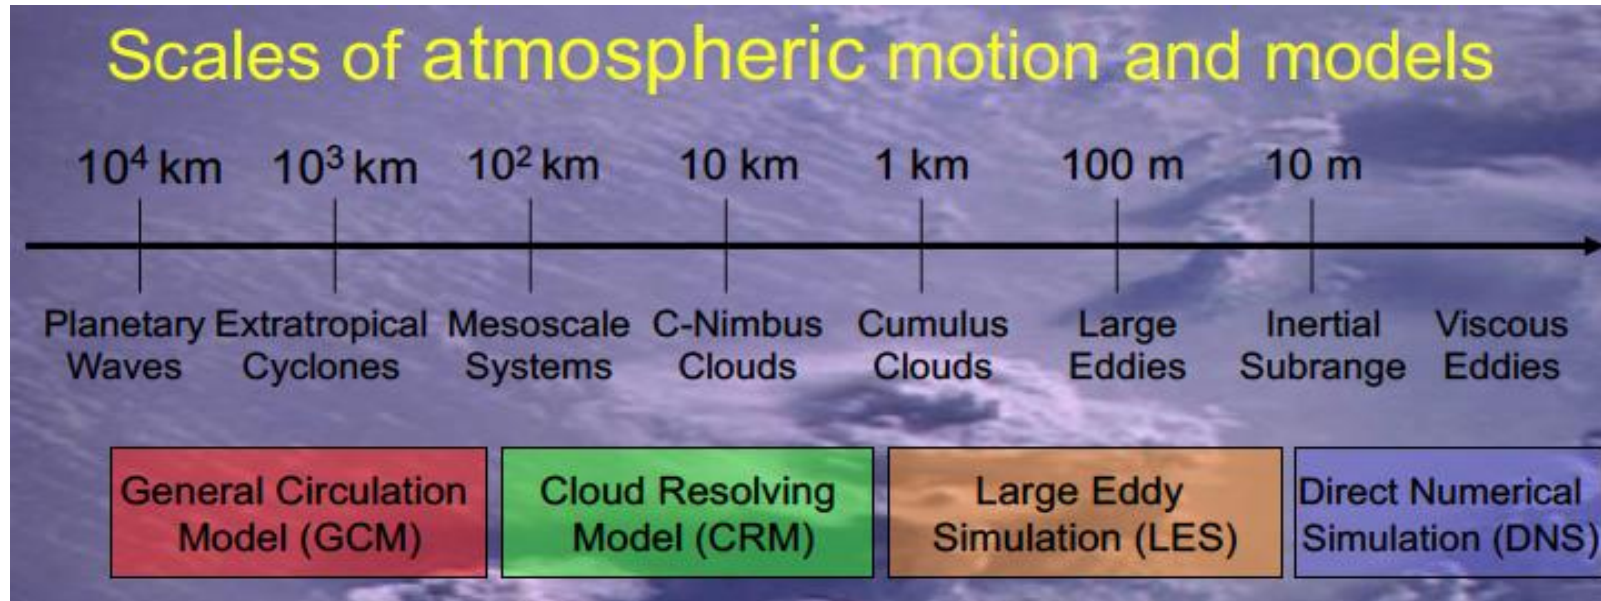 Scales of atmospheric motion and models
10⁴ km 10³ km 10² km 10 km 1 km 100 m 10 m
Planetary Extratropical Mesoscale C-Nimbus Cumulus Large Inertial Viscous
Waves Cyclones Systems Clouds Clouds Eddies Subrange Eddies
General Circulation Cloud Resolving Large Eddy Direct Numerical
Model (GCM) Model (CRM) Simulation (LES) Simulation (DNS)